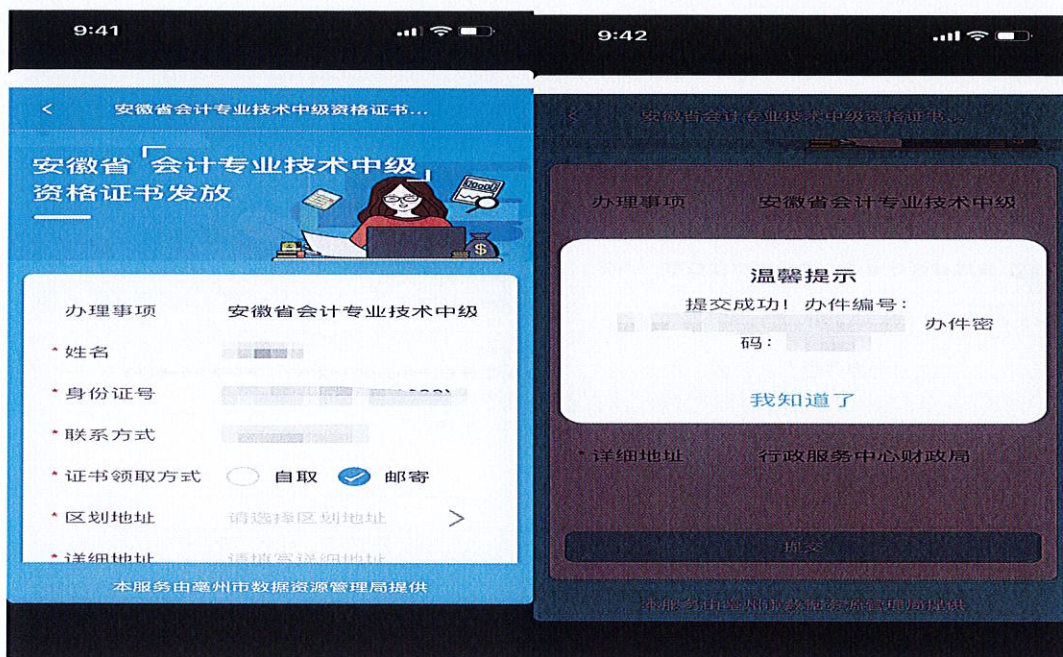 9:41
安徽省会计专业技术中级资格证书...
安徽省「会计专业技术中级」
资格证书发放
办理事项 安徽省会计专业技术中级
*姓名
*身份证号
*联系方式
*证书领取方式 自取 邮寄
*区划地址 请选择区划地址 >
*详细地址 请填写详细地址
本服务由亳州市数据资源管理局提供
9:42
安徽省会计专业技术中级资格证书...
办理事项 安徽省会计专业技术中级
温馨提示
提交成功！办件编号：
办件密
码：
我知道了
*详细地址 行政服务中心财政局
提交
本服务由亳州市数据资源管理局提供